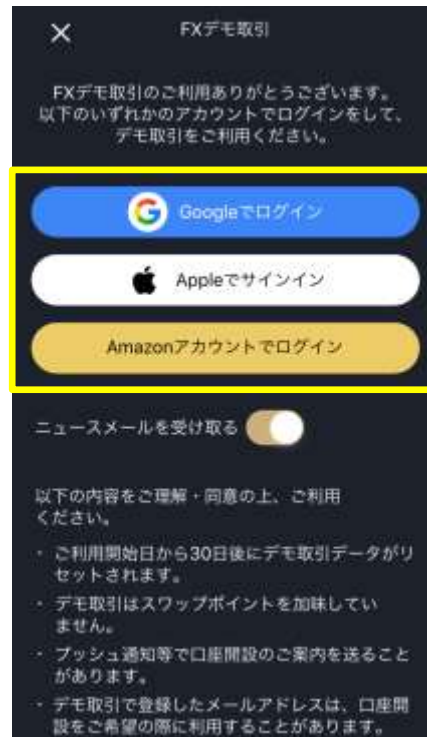 FXデモ取引
FXデモ取引のご利用ありがとうございます。
以下のいずれかのアカウントでログインをして、
デモ取引をご利用ください。
Googleでログイン
Appleでサインイン
Amazonアカウントでログイン
ニュースメールを受け取る
以下の内容をご理解・同意の上、ご利用
ください。
・ ご利用開始日から30日後にデモ取引データがリ
セットされます。
・ デモ取引はスワップポイントを加味してい
ません。
・ プッシュ通知等で口座開設のご案内を送ること
があります。
・ デモ取引で登録したメールアドレスは、口座開
設をご希望の際に利用することがあります。